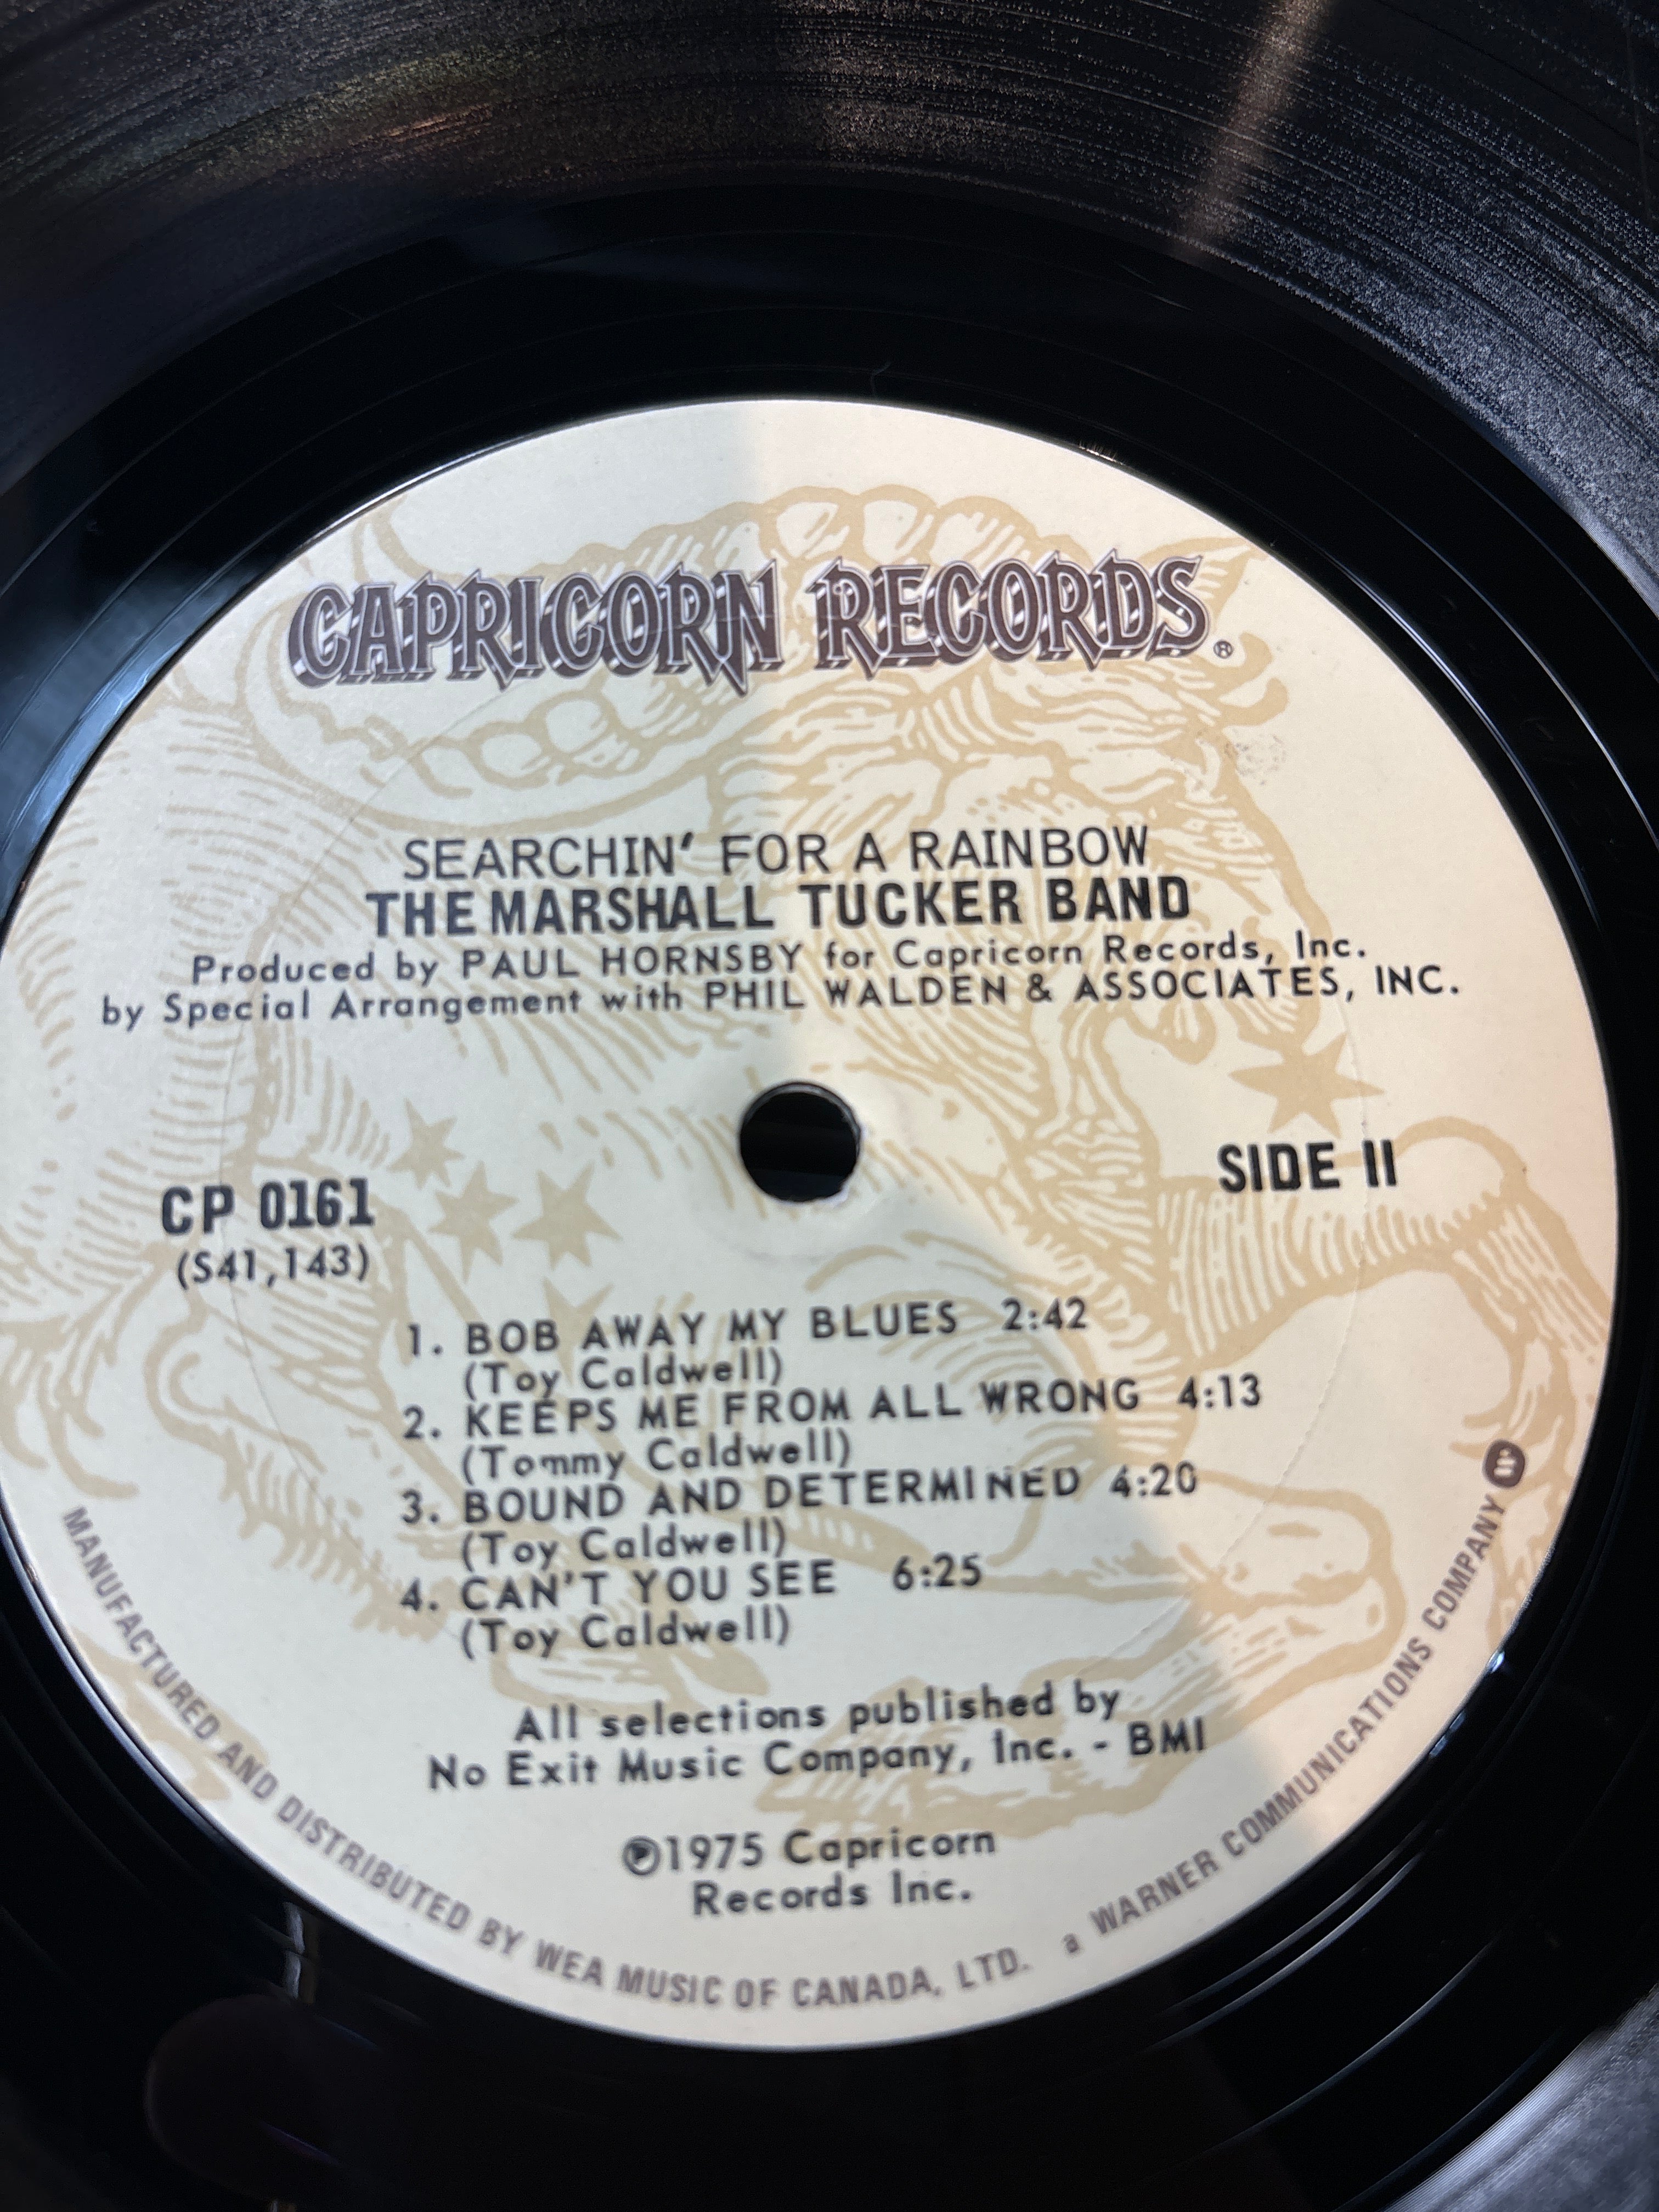 CAPRICORN RECORDS®
SEARCHIN' FOR A RAINBOW
THE MARSHALL TUCKER BAND
Produced by PAUL HORNSBY for Capricorn Records, Inc.
by Special Arrangement with PHIL WALDEN & ASSOCIATES, INC.
CP 0161
SIDE II
(S41,143)
1. BOB AWAY MY BLUES 2:42
(Toy Caldwell)
2. KEEPS ME FROM ALL WRONG 4:13
(Tommy Caldwell)
3. BOUND AND DETERMINED 4:20
(Toy Caldwell)
4. CAN'T YOU SEE 6:25
(Toy Caldwell)
All selections published by
No Exit Music Company, Inc. - BMI
℗1975 Capricorn
Records Inc.
MANUFACTURED AND DISTRIBUTED BY WEA MUSIC OF CANADA, LTD. a WARNER COMMUNICATIONS COMPANY